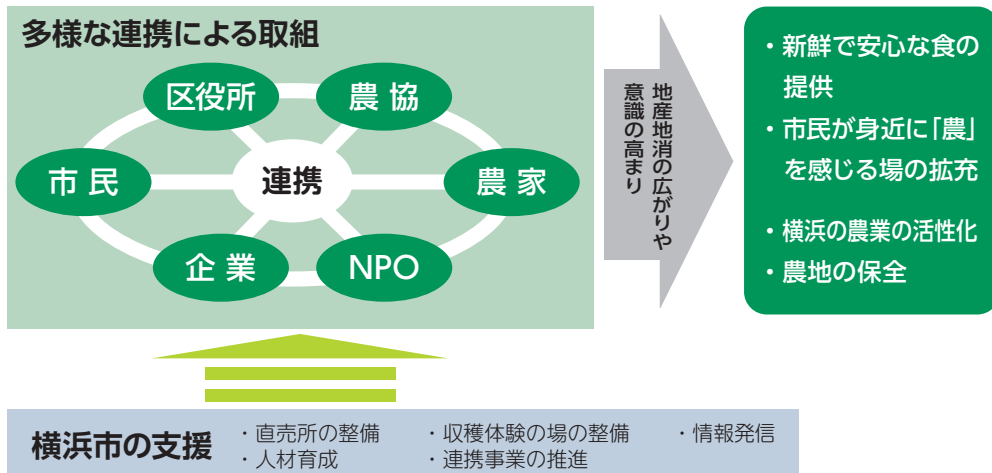 多様な連携による取組
区役所
農協
市民
連携
農家
企業
NPO
地産地消の広がりや
意識の高まり
・新鮮で安心な食の
提供
・市民が身近に「農」
を感じる場の拡充
・横浜の農業の活性化
・農地の保全
横浜市の支援
・直売所の整備 ・収穫体験の場の整備 ・情報発信
・人材育成 ・連携事業の推進